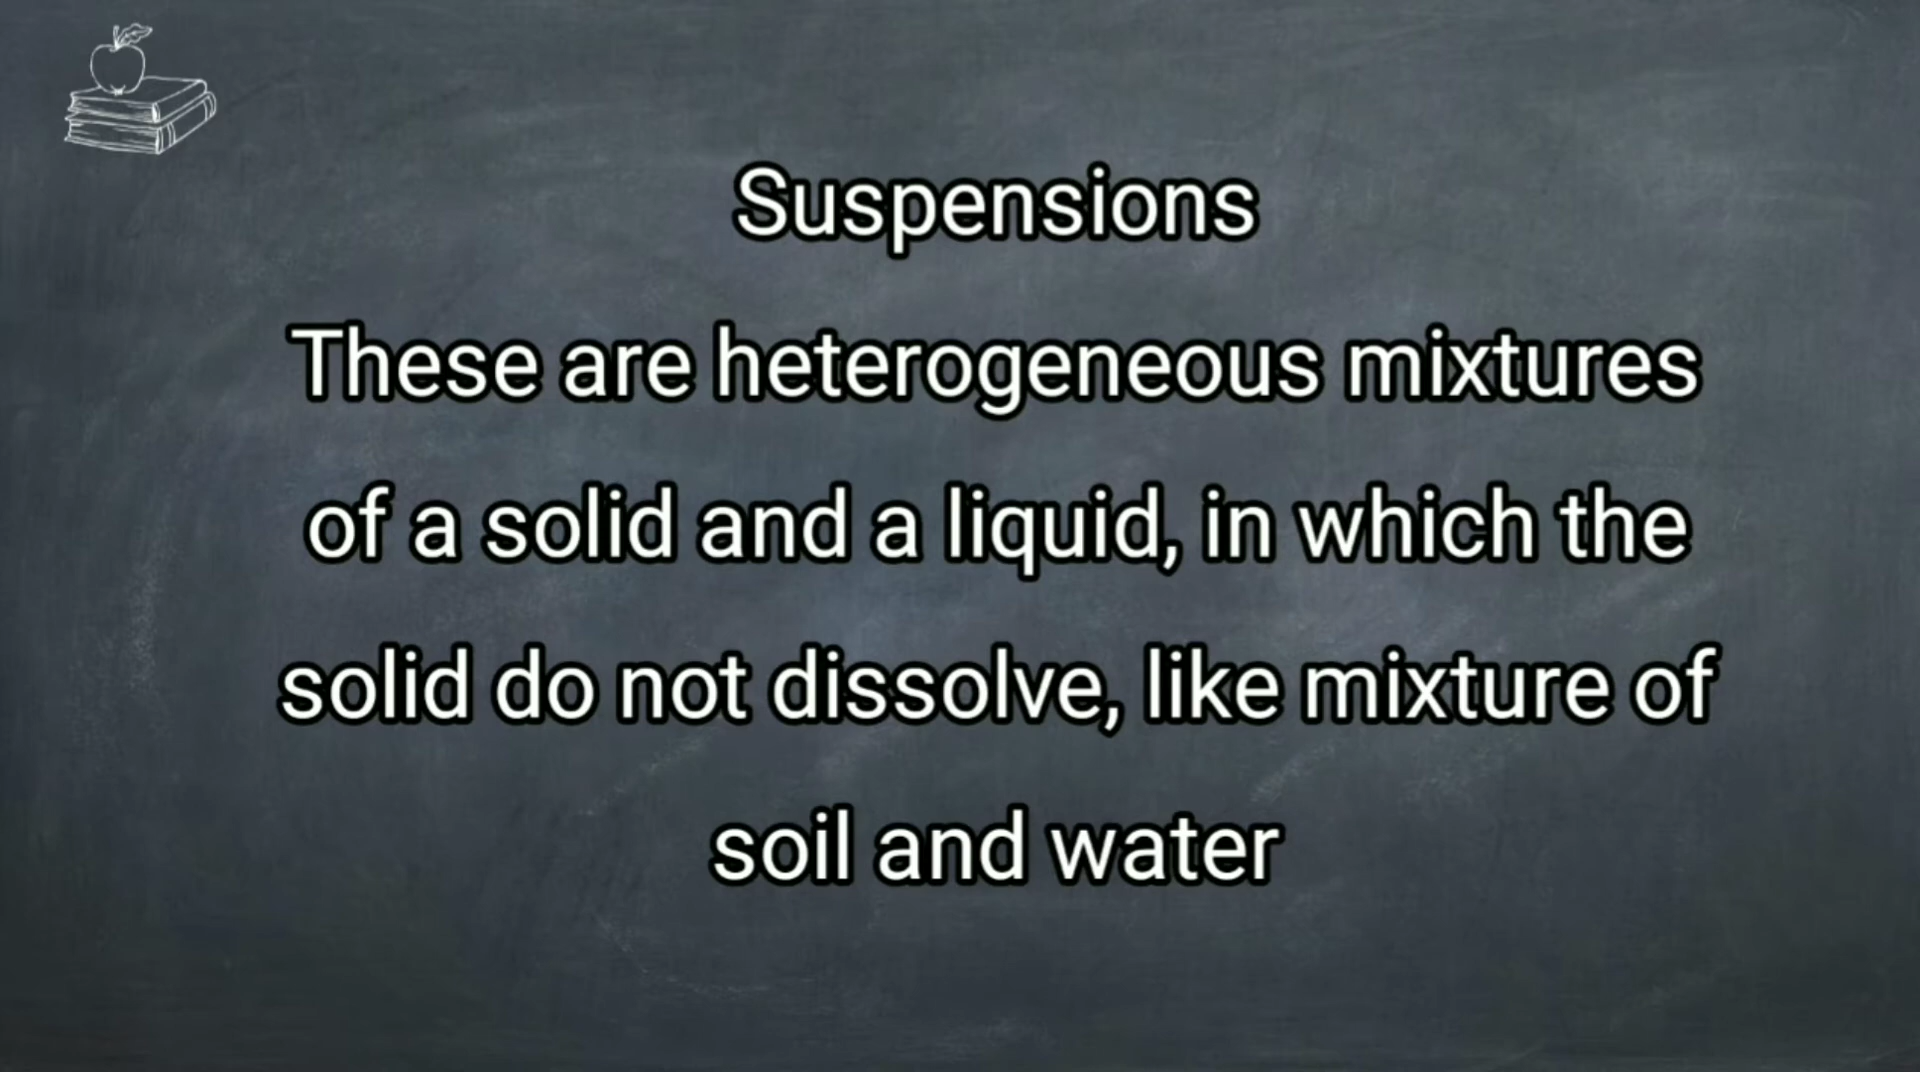 Suspensions
These are heterogeneous mixtures
of a solid and a liquid, in which the
solid do not dissolve, like mixture of
soil and water